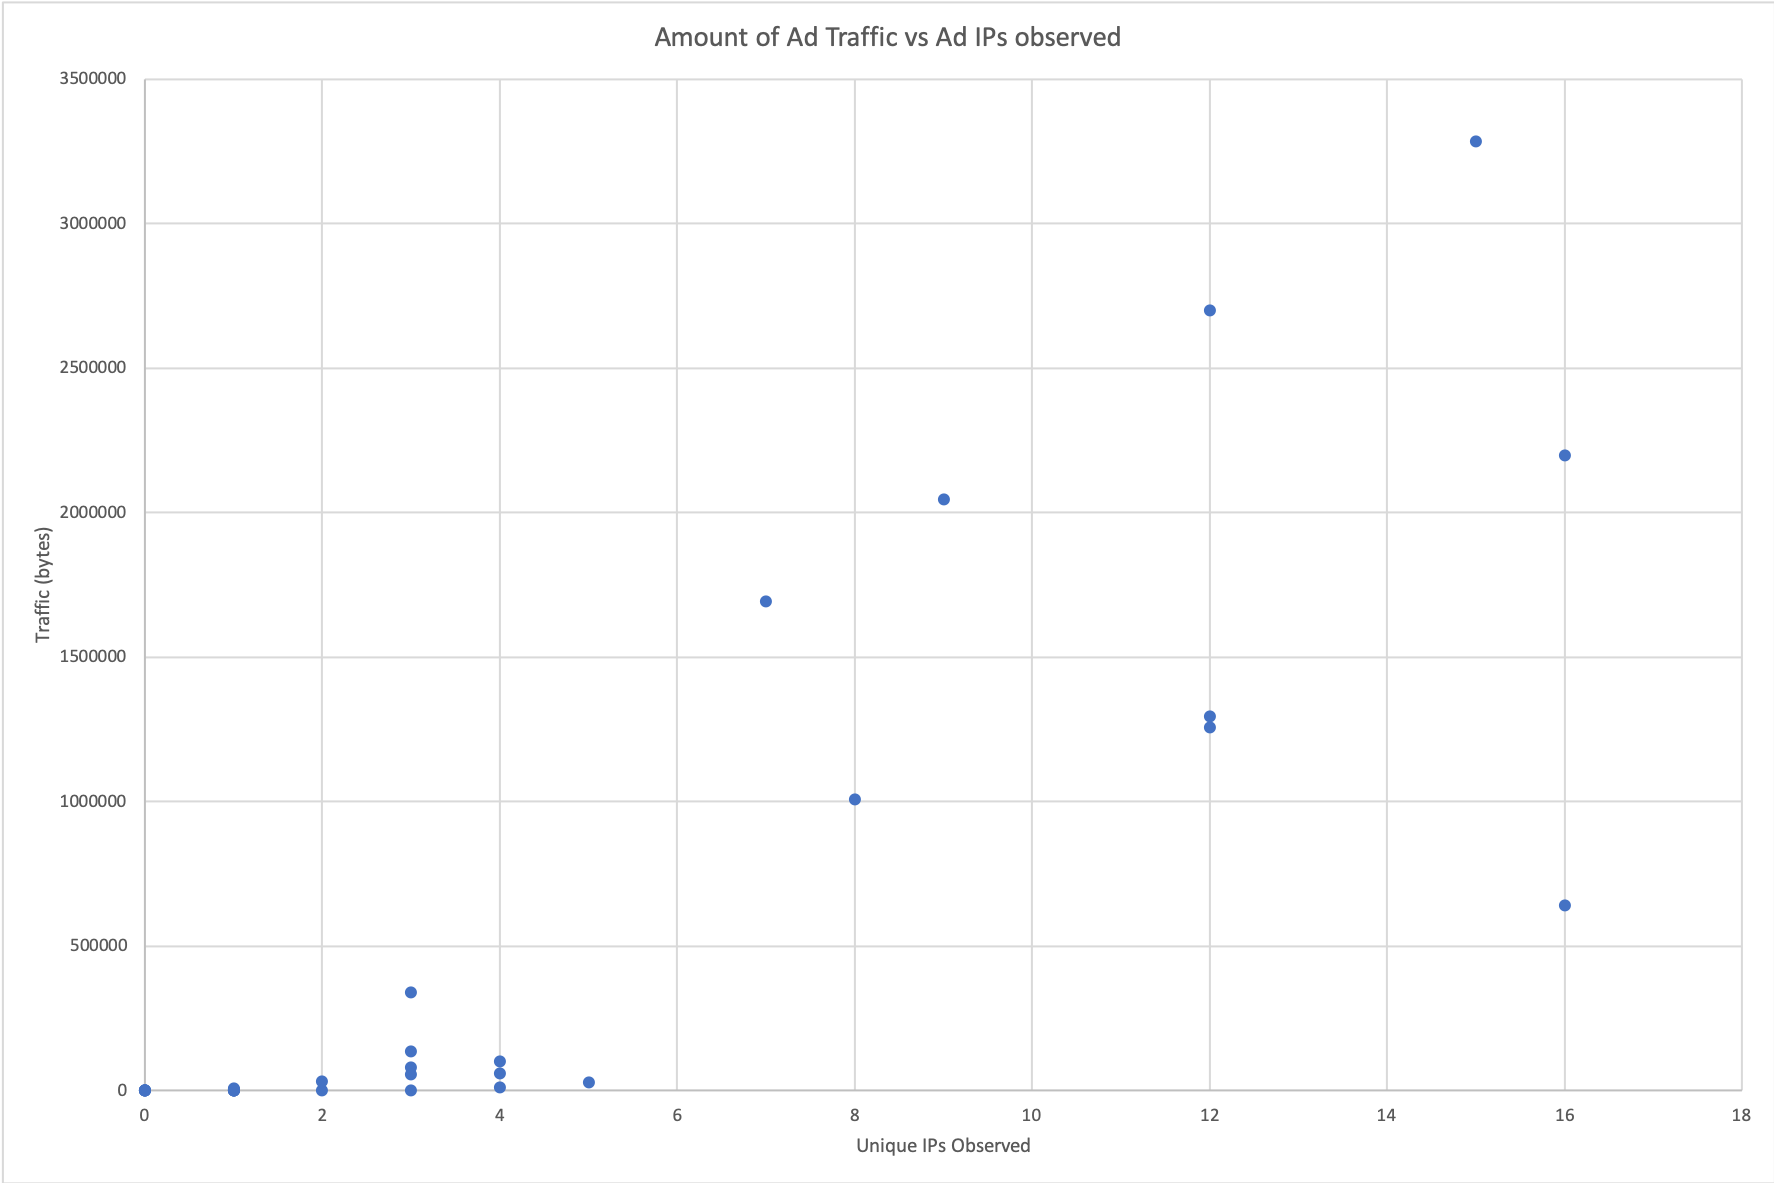 Amount of Ad Traffic vs Ad IPs observed
3500000
3000000
2500000
2000000
1500000
1000000
500000
0
Traffic (bytes)
0 2 4 6 8 10 12 14 16 18
Unique IPs Observed